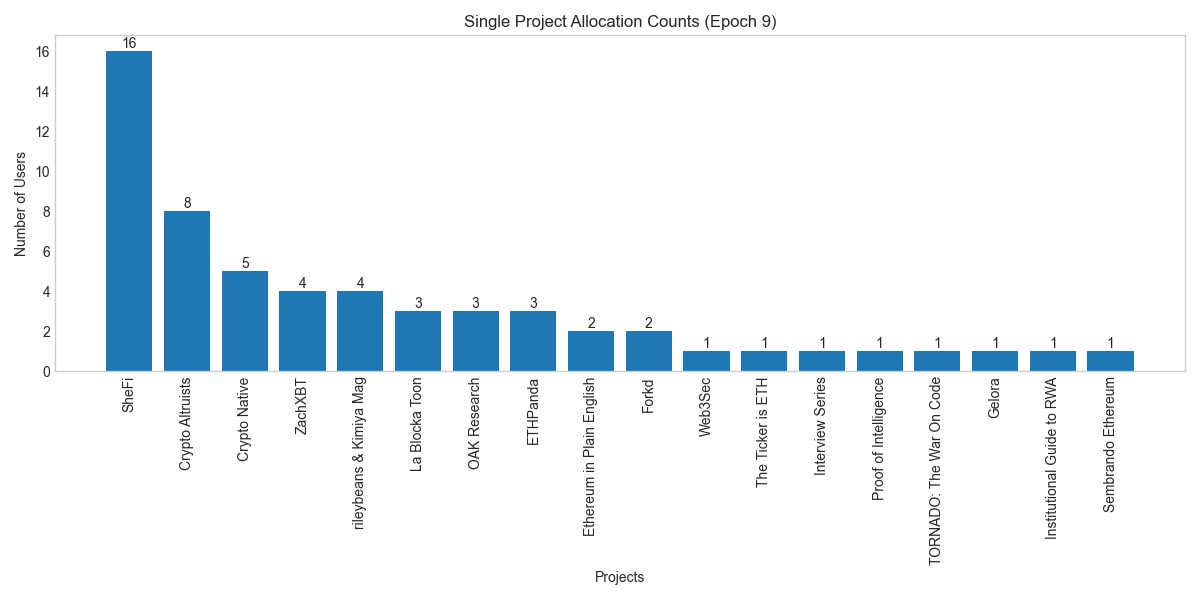 Single Project Allocation Counts (Epoch 9)
Number of Users
16
14
12
10
8
6
4
2
0
16
8
5
4
4
3
3
3
2
2
1
1
1
1
1
1
1
1
SheFi
Crypto Altruists
Crypto Native
ZachXBT
rileybeans & Kimiya Mag
La Blocka Toon
OAK Research
ETHPanda
Ethereum in Plain English
Forkd
Web3Sec
The Ticker is ETH
Interview Series
Proof of Intelligence
TORNADO: The War On Code
Gelora
Institutional Guide to RWA
Sembrando Ethereum
Projects